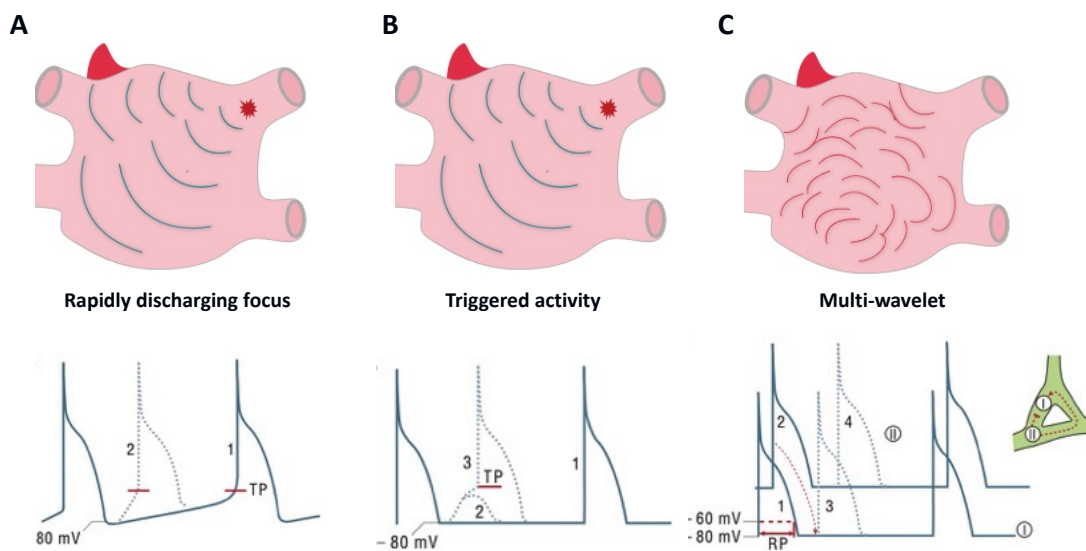 A
B
C
Rapidly discharging focus
Triggered activity
Multi-wavelet
2
1
TP
80 mV
3
TP
2
1
- 80 mV
2
4
II
1
3
- 60 mV
- 80 mV
RP
I
I
II